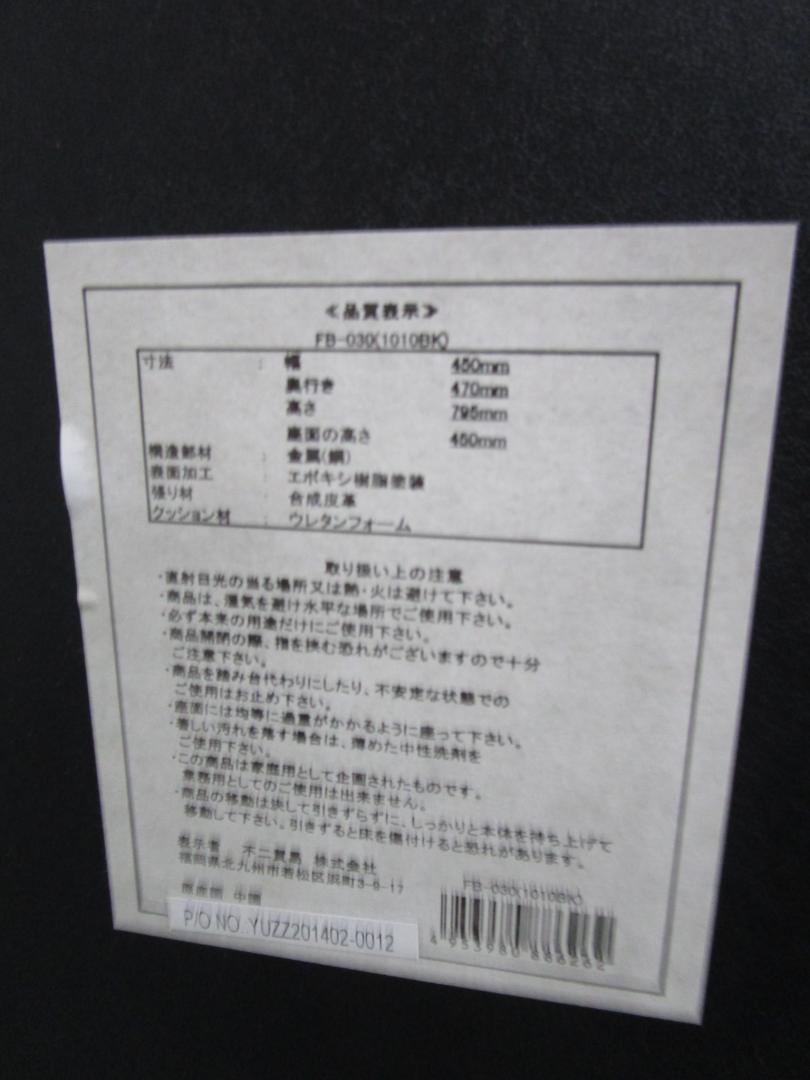 ≪品質表示≫
FB-030(1010BK)
寸法 : 幅 450mm
奥行き 470mm
高さ 795mm
座面の高さ 450mm
構造部材 : 金属(鋼)
表面加工 : エポキシ樹脂塗装
張り材 : 合成皮革
クッション材 : ウレタンフォーム
取り扱い上の注意
・直射日光の当る場所又は熱・火は避けて下さい。
・商品は、湿気を避け水平な場所でご使用下さい。
・必ず本来の用途だけにご使用下さい。
・商品開閉の際、指を挟む恐れがございますので十分
ご注意下さい。
・商品を踏み台代わりにしたり、不安定な状態での
ご使用はお止め下さい。
・座面には均等に過重がかかるように座って下さい。
・著しい汚れを落す場合は、薄めた中性洗剤を
ご使用下さい。
・この商品は家庭用として企画されたものです。
業務用としてのご使用は出来ません。
・商品の移動は決して引きずらずに、しっかりと本体を持ち上げて
移動して下さい。引きずると床を傷付けると恐れがあります。
表示者 不二貿易 株式会社
福岡県北九州市若松区浜町3-9-17
原産国 中国
FB-030(1010BK)
P/O NO.:YUZZ201402-0012